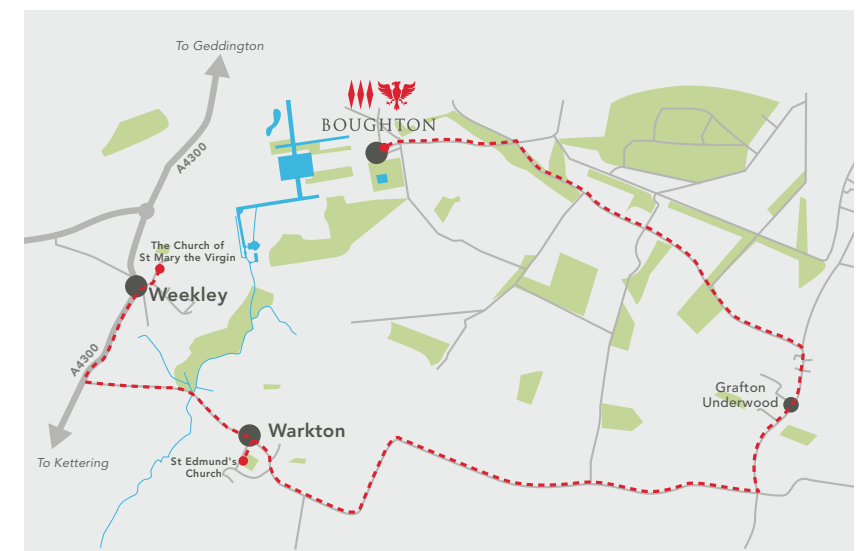 To Geddington
BOUGHTON
A4300
The Church of
St Mary the Virgin
Weekley
A4300
Grafton
Underwood
Warkton
To Kettering
St Edmund's
Church